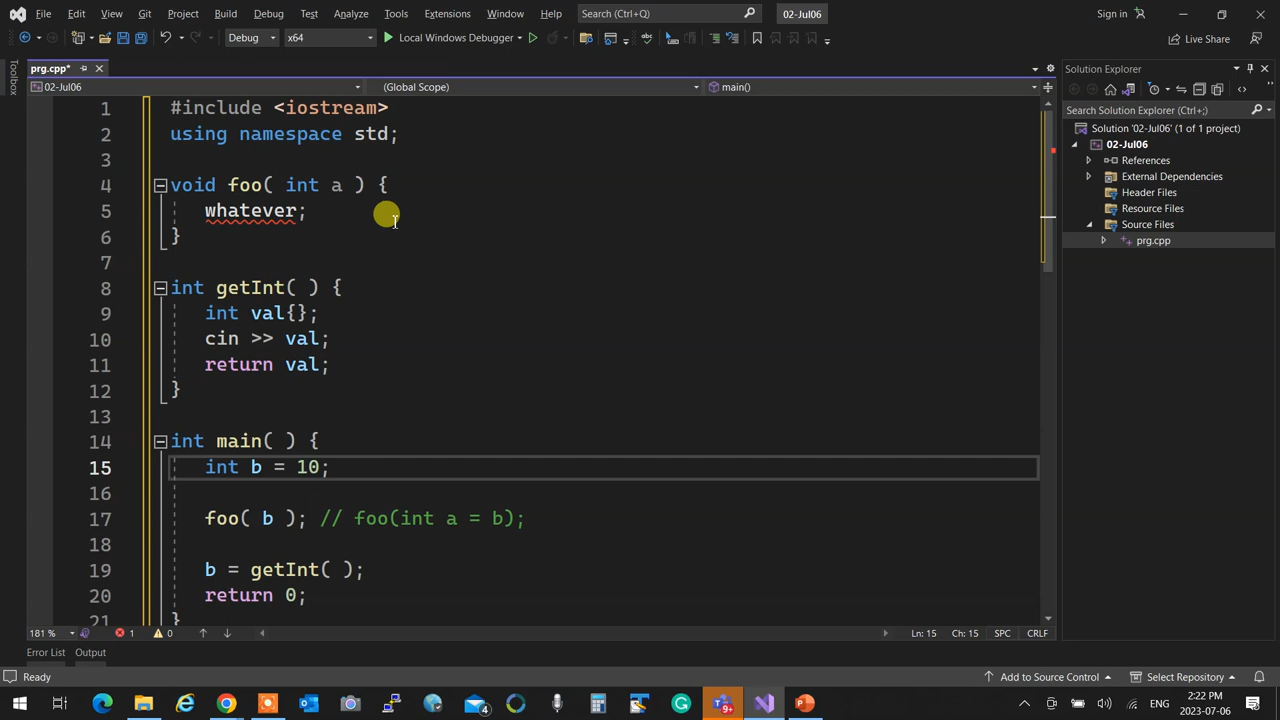 File Edit View Git Project Build Debug Test Analyze Tools Extensions Window Help Search (Ctrl+Q) 02-Jul06 Sign in
Debug x64 Local Windows Debugger Live Share
Toolbox
prg.cpp*
02-Jul06 (Global Scope) main()
1 #include <iostream>
2 using namespace std;
3
4 void foo( int a ) {
5 whatever;
6 }
7
8 int getInt( ) {
9 int val{};
10 cin >> val;
11 return val;
12 }
13
14 int main( ) {
15 int b = 10;
16
17 foo( b ); // foo(int a = b);
18
19 b = getInt( );
20 return 0;
21 }
181 % 1 0 Ln: 15 Ch: 15 SPC CRLF
Error List Output
Solution Explorer
Search Solution Explorer (Ctrl+;)
Solution '02-Jul06' (1 of 1 project)
02-Jul06
References
External Dependencies
Header Files
Resource Files
Source Files
prg.cpp
Ready Add to Source Control Select Repository
4 9+ 2:22 PM
2023-07-06